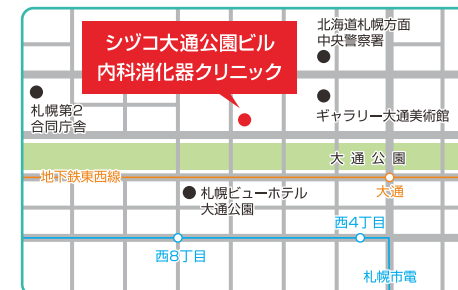 シヅコ大通公園ビル
内科消化器クリニック
北海道札幌方面
中央警察署
札幌第2
合同庁舎
ギャラリー大通美術館
大通公園
地下鉄東西線
大通
札幌ビューホテル
大通公園
西4丁目
西8丁目
札幌市電